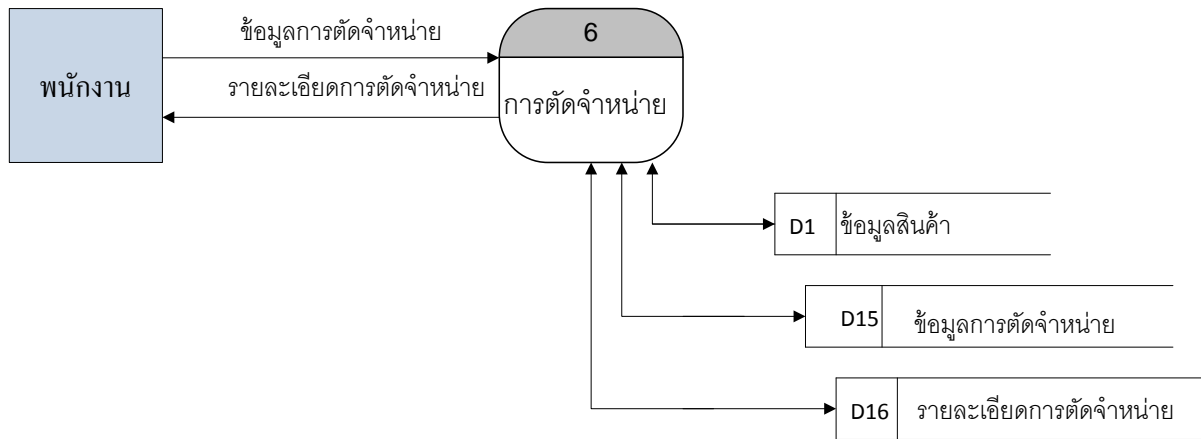 ข้อมูลการตัดจำหน่าย
6
พนักงาน
รายละเอียดการตัดจำหน่าย
การตัดจำหน่าย
D1 ข้อมูลสินค้า
D15 ข้อมูลการตัดจำหน่าย
D16 รายละเอียดการตัดจำหน่าย